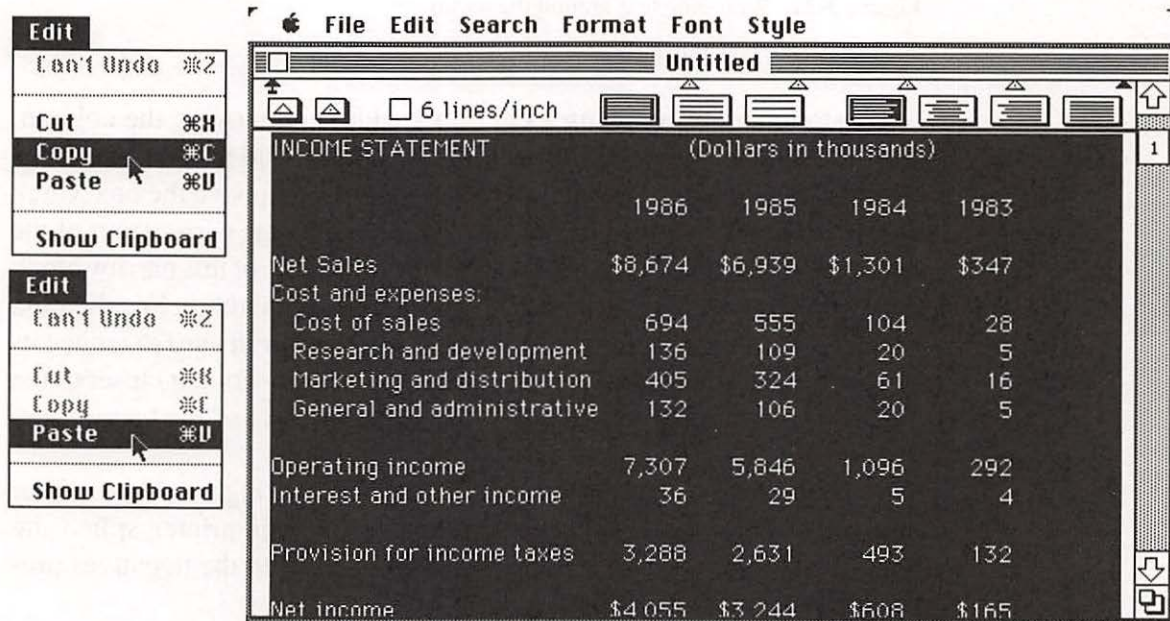 Edit
Can't Undo ⌘Z
Cut ⌘X
Copy ⌘C
Paste ⌘V
Show Clipboard
Edit
Can't Undo ⌘Z
Cut ⌘X
Copy ⌘C
Paste ⌘V
Show Clipboard
File Edit Search Format Font Style
Untitled
6 lines/inch
1
INCOME STATEMENT (Dollars in thousands)
1986 1985 1984 1983
Net Sales $8,674 $6,939 $1,301 $347
Cost and expenses:
Cost of sales 694 555 104 28
Research and development 136 109 20 5
Marketing and distribution 405 324 61 16
General and administrative 132 106 20 5
Operating income 7,307 5,846 1,096 292
Interest and other income 36 29 5 4
Provision for income taxes 3,288 2,631 493 132
Net income $4,055 $3,244 $608 $165